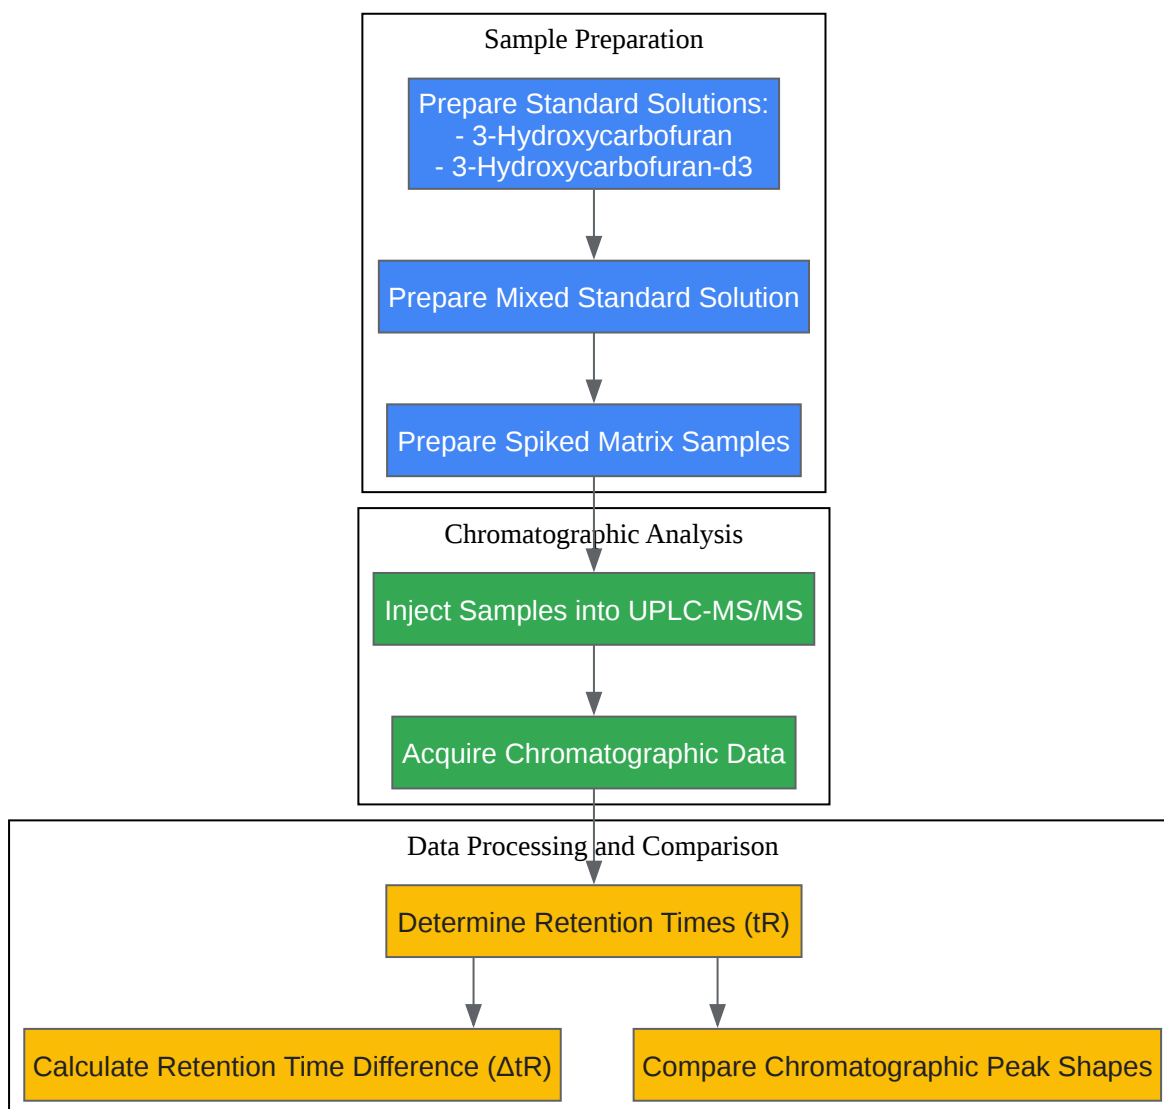 Sample Preparation
Prepare Standard Solutions:
- 3-Hydroxycarbofuran
- 3-Hydroxycarbofuran-d3
Prepare Mixed Standard Solution
Prepare Spiked Matrix Samples
Chromatographic Analysis
Inject Samples into UPLC-MS/MS
Acquire Chromatographic Data
Data Processing and Comparison
Determine Retention Times (tR)
Calculate Retention Time Difference (ΔtR)
Compare Chromatographic Peak Shapes